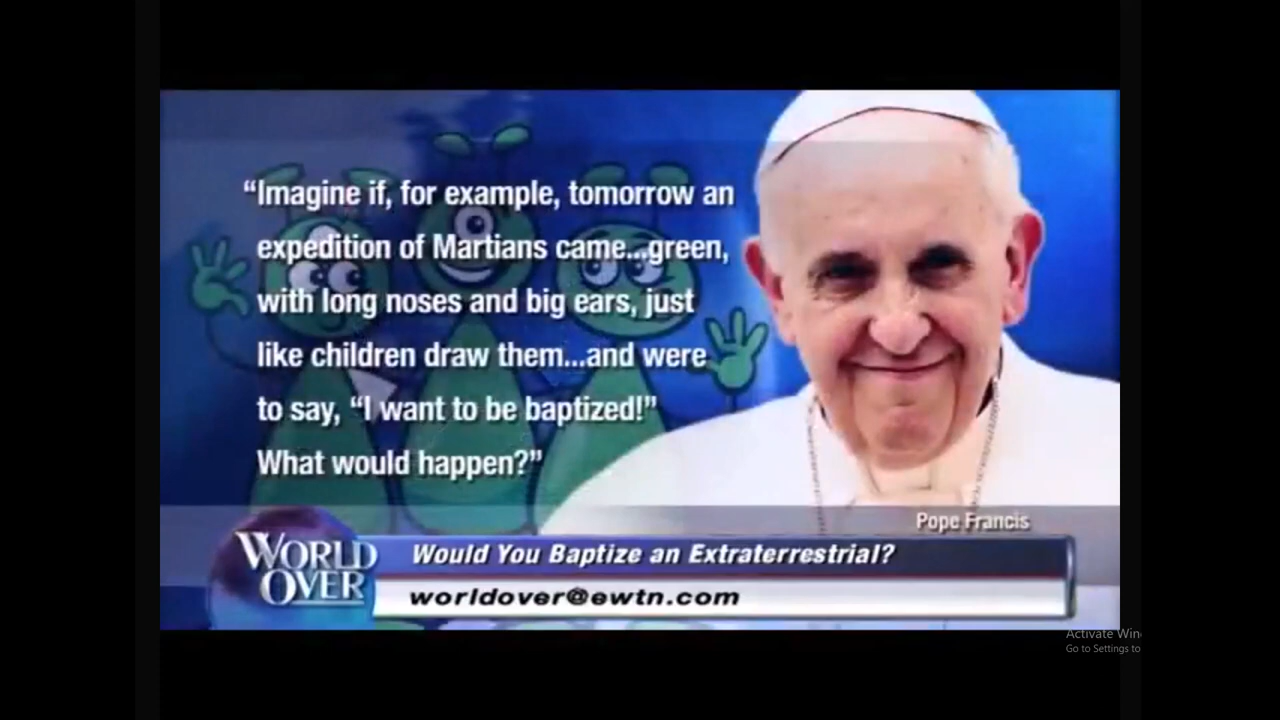 “Imagine if, for example, tomorrow an
expedition of Martians came...green,
with long noses and big ears, just
like children draw them...and were
to say, “I want to be baptized!”
What would happen?”
Pope Francis
WORLD
OVER
Would You Baptize an Extraterrestrial?
worldover@ewtn.com
Activate Win
Go to Settings to